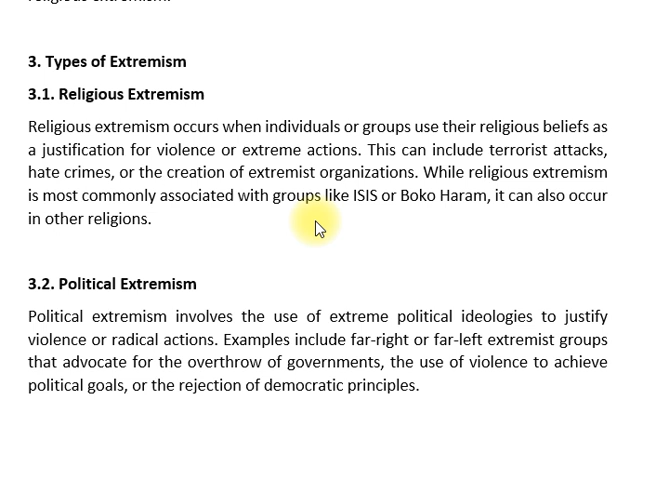 3. Types of Extremism
3.1. Religious Extremism
Religious extremism occurs when individuals or groups use their religious beliefs as
a justification for violence or extreme actions. This can include terrorist attacks,
hate crimes, or the creation of extremist organizations. While religious extremism
is most commonly associated with groups like ISIS or Boko Haram, it can also occur
in other religions.
3.2. Political Extremism
Political extremism involves the use of extreme political ideologies to justify
violence or radical actions. Examples include far-right or far-left extremist groups
that advocate for the overthrow of governments, the use of violence to achieve
political goals, or the rejection of democratic principles.